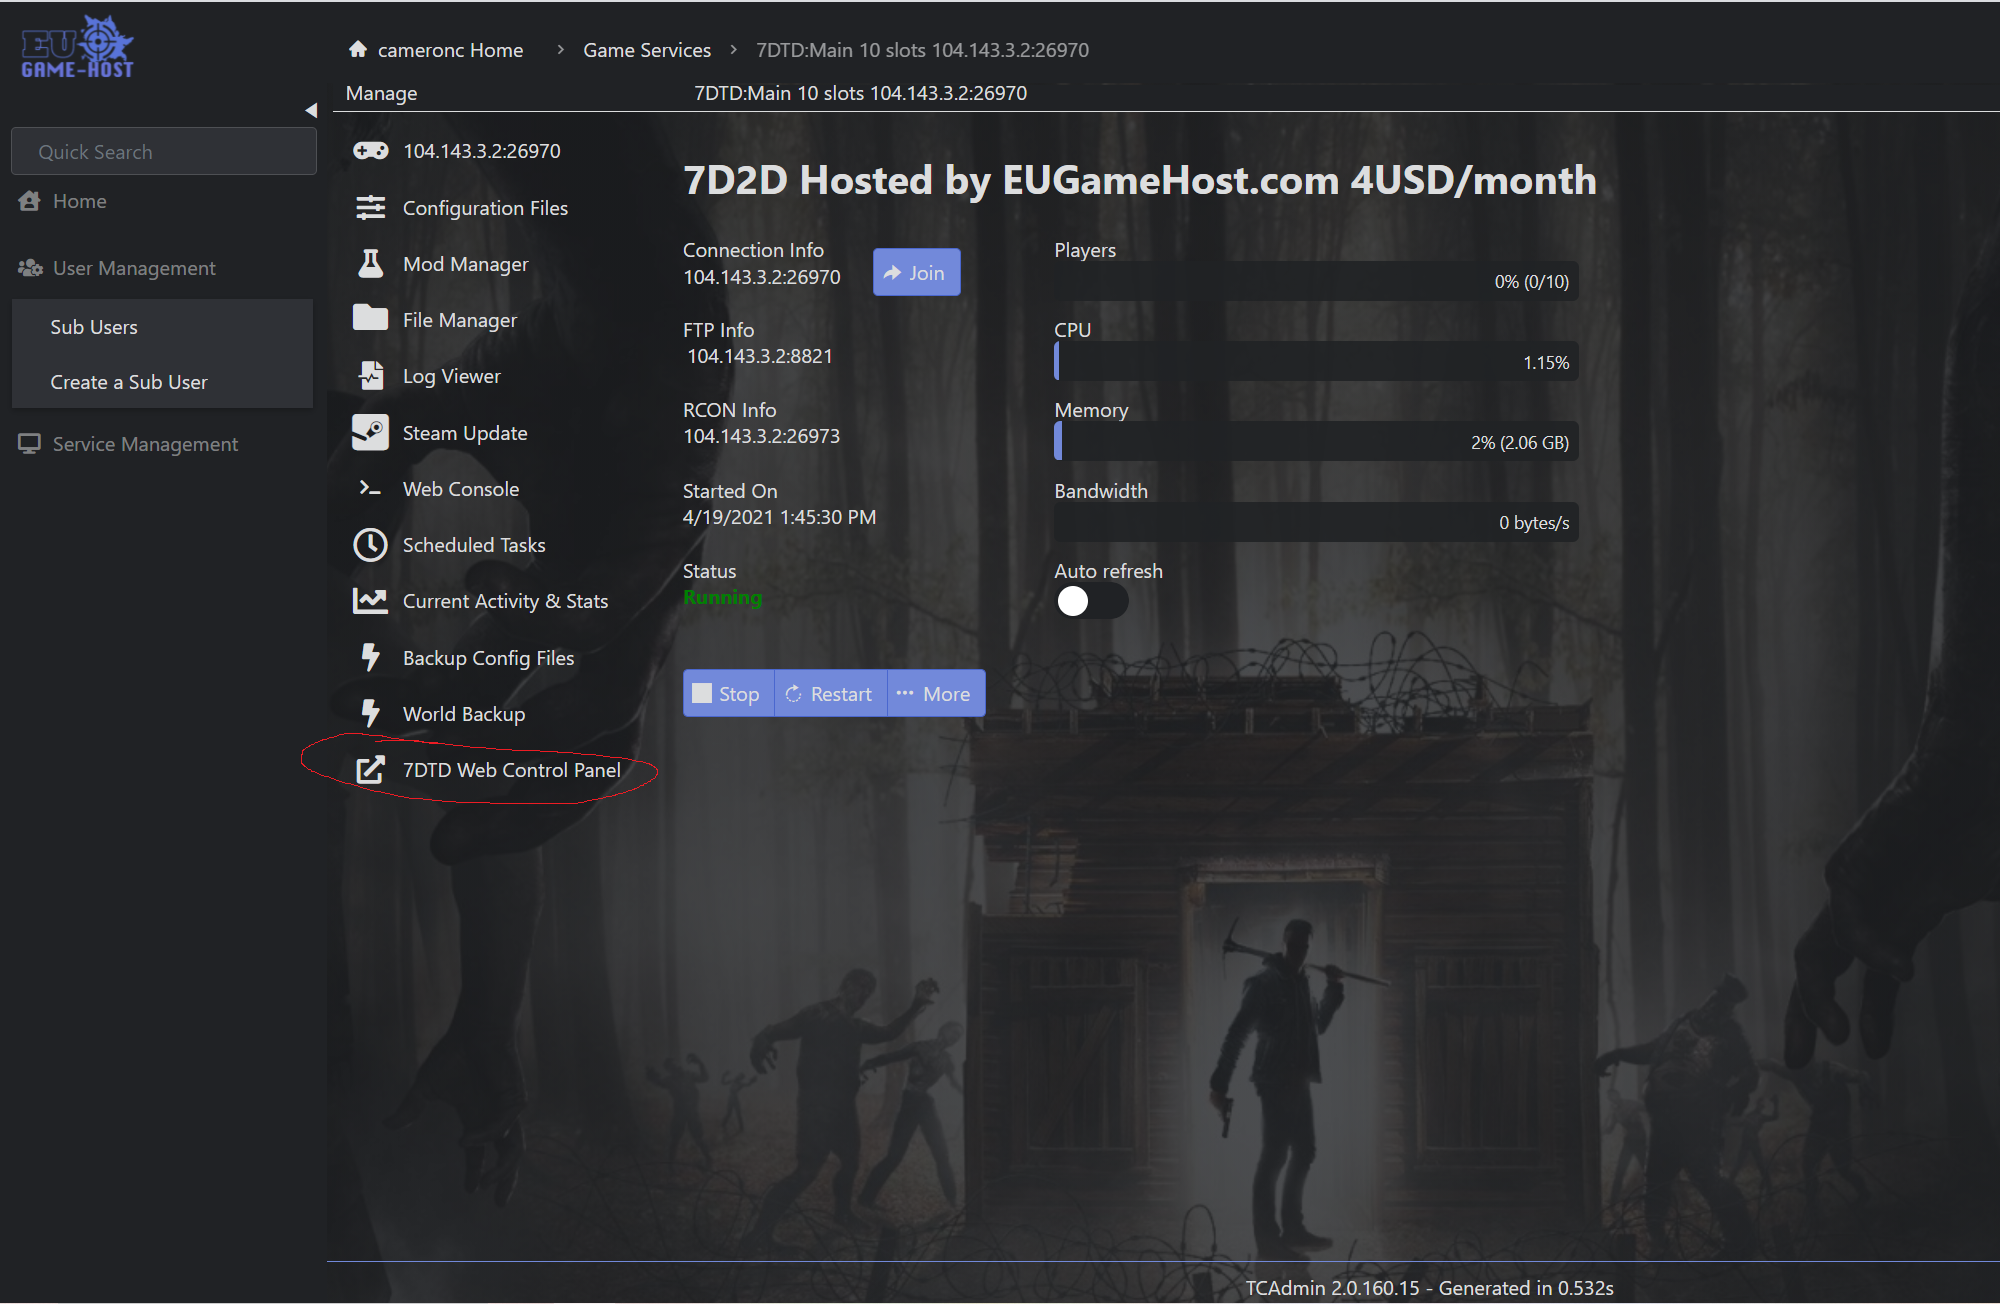 EU
GAME-HOST
cameronc Home > Game Services > 7DTD:Main 10 slots 104.143.3.2:26970
Manage
7DTD:Main 10 slots 104.143.3.2:26970
Quick Search
Home
User Management
Sub Users
Create a Sub User
Service Management
104.143.3.2:26970
Configuration Files
Mod Manager
File Manager
Log Viewer
Steam Update
Web Console
Scheduled Tasks
Current Activity & Stats
Backup Config Files
World Backup
7DTD Web Control Panel
7D2D Hosted by EUGameHost.com 4USD/month
Connection Info
104.143.3.2:26970
Join
FTP Info
104.143.3.2:8821
RCON Info
104.143.3.2:26973
Started On
4/19/2021 1:45:30 PM
Status
Running
Players
0% (0/10)
CPU
1.15%
Memory
2% (2.06 GB)
Bandwidth
0 bytes/s
Auto refresh
Stop Restart More
TCAdmin 2.0.160.15 - Generated in 0.532s